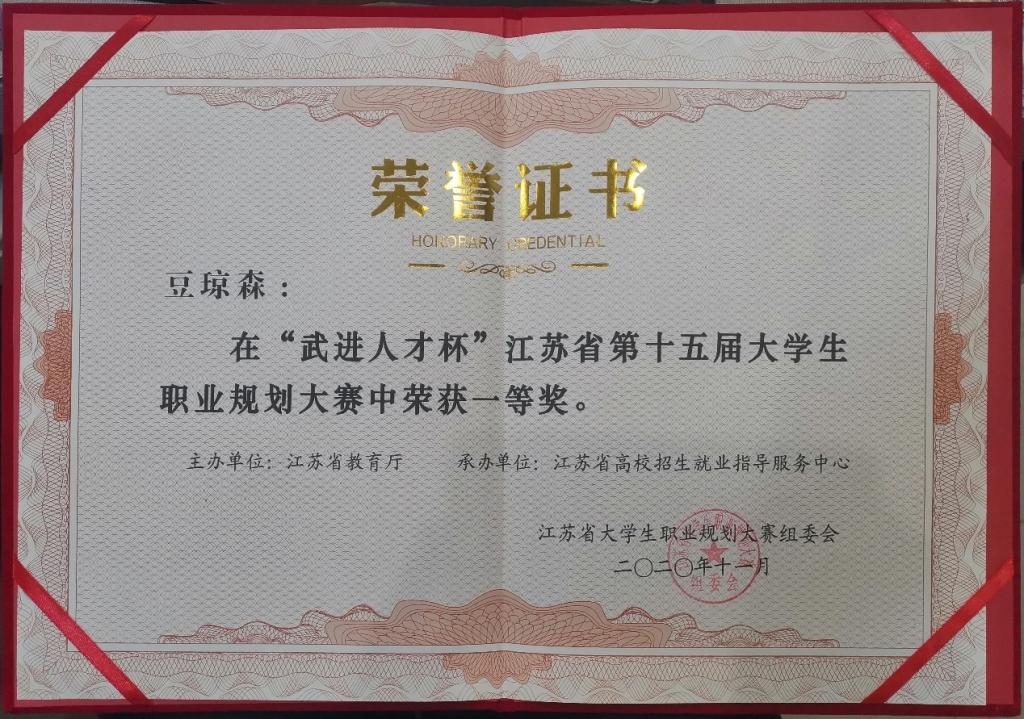 荣誉证书
HONORARY CREDENTIAL
豆琼森：
在“武进人才杯”江苏省第十五届大学生
职业规划大赛中荣获一等奖。
主办单位：江苏省教育厅 承办单位：江苏省高校招生就业指导服务中心
江苏省大学生职业规划大赛组委会
二〇二〇年十一月
组委会